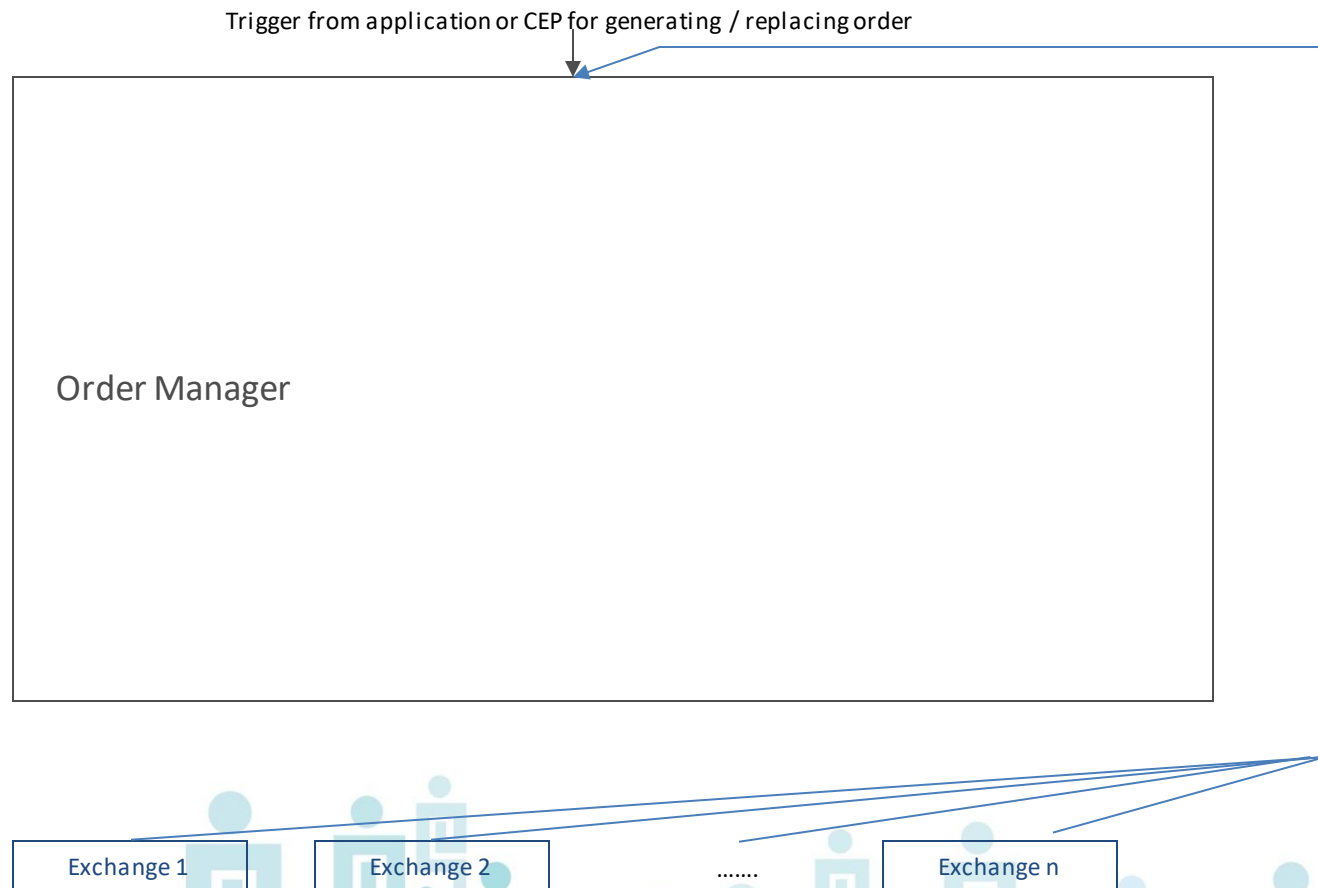 Trigger from application or CEP for generating / replacing order
Order Manager
Exchange 1
Exchange 2
.......
Exchange n